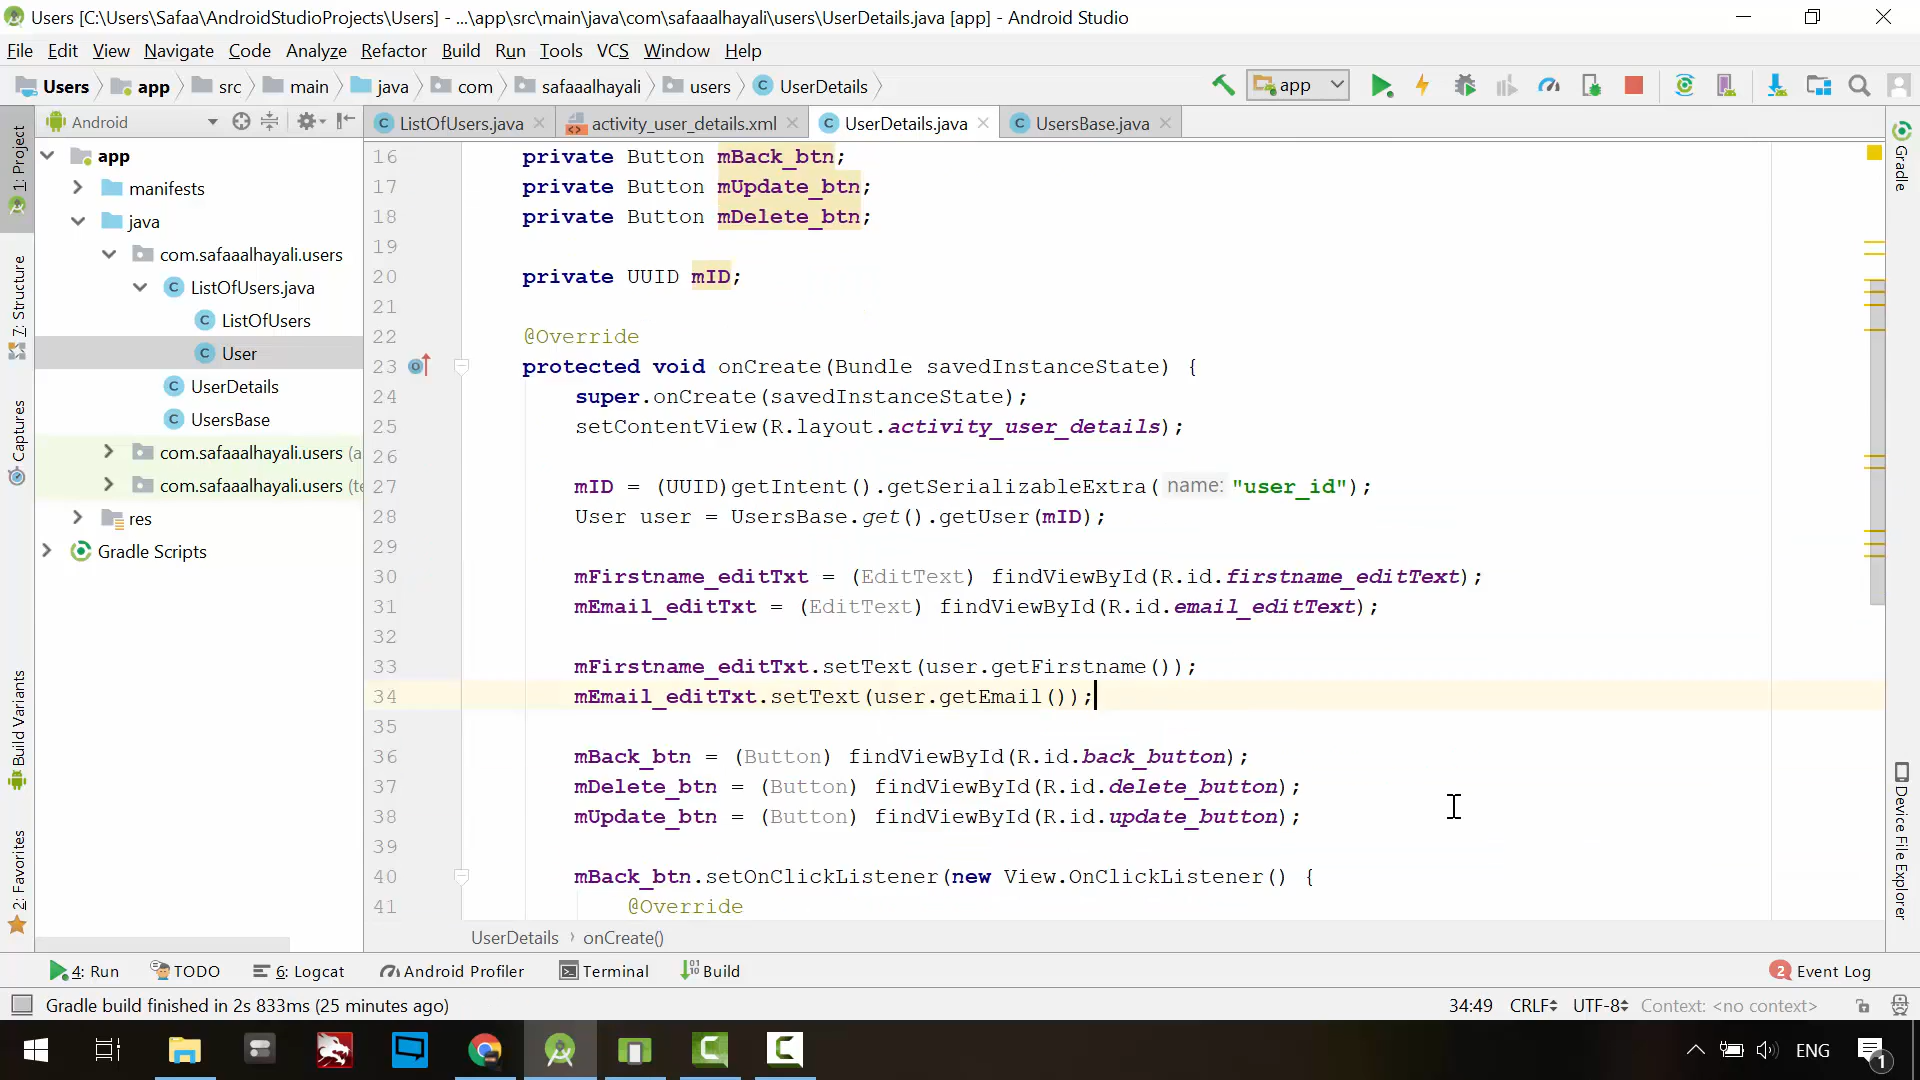 Users [C:\Users\Safaa\AndroidStudioProjects\Users] - ...\app\src\main\java\com\safaaalhayali\users\UserDetails.java [app] - Android Studio
File Edit View Navigate Code Analyze Refactor Build Run Tools VCS Window Help
Users app src main java com safaaalhayali users UserDetails app
Android ListOfUsers.java activity_user_details.xml UserDetails.java UsersBase.java
1: Project
7: Structure
Captures
Build Variants
2: Favorites
app
manifests
java
com.safaaalhayali.users
ListOfUsers.java
ListOfUsers
User
UserDetails
UsersBase
com.safaaalhayali.users (a
com.safaaalhayali.users (te
res
Gradle Scripts
16 private Button mBack_btn;
17 private Button mUpdate_btn;
18 private Button mDelete_btn;
19
20 private UUID mID;
21
22 @Override
23 protected void onCreate(Bundle savedInstanceState) {
24 super.onCreate(savedInstanceState);
25 setContentView(R.layout.activity_user_details);
26
27 mID = (UUID)getIntent().getSerializableExtra( name: "user_id");
28 User user = UsersBase.get().getUser(mID);
29
30 mFirstname_editTxt = (EditText) findViewById(R.id.firstname_editText);
31 mEmail_editTxt = (EditText) findViewById(R.id.email_editText);
32
33 mFirstname_editTxt.setText(user.getFirstname());
34 mEmail_editTxt.setText(user.getEmail());
35
36 mBack_btn = (Button) findViewById(R.id.back_button);
37 mDelete_btn = (Button) findViewById(R.id.delete_button);
38 mUpdate_btn = (Button) findViewById(R.id.update_button);
39
40 mBack_btn.setOnClickListener(new View.OnClickListener() {
41 @Override
UserDetails › onCreate()
Gradle
Device File Explorer
4: Run TODO 6: Logcat Android Profiler Terminal Build 2 Event Log
Gradle build finished in 2s 833ms (25 minutes ago) 34:49 CRLF UTF-8 Context: <no context>
ENG 1